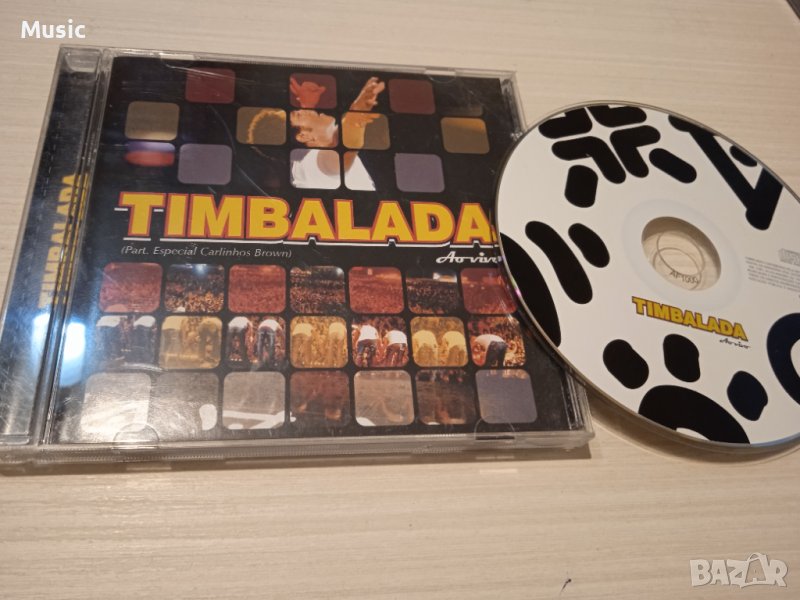 Music
TIMBALADA
TIMBALADA
(Part. Especial Carlinhos Brown)
Ao vivo
TIMBALADA
Ao vivo
BAZAR